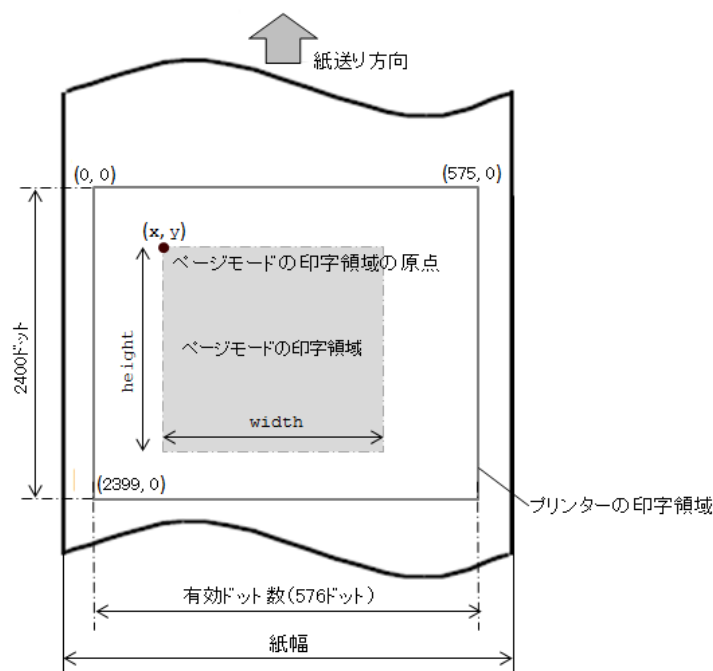 紙送り方向
(0, 0)
(575, 0)
(x, y)
ページモードの印字領域の原点
2400ドット
height
ページモードの印字領域
width
(2399, 0)
プリンターの印字領域
有効ドット数(576ドット)
紙幅